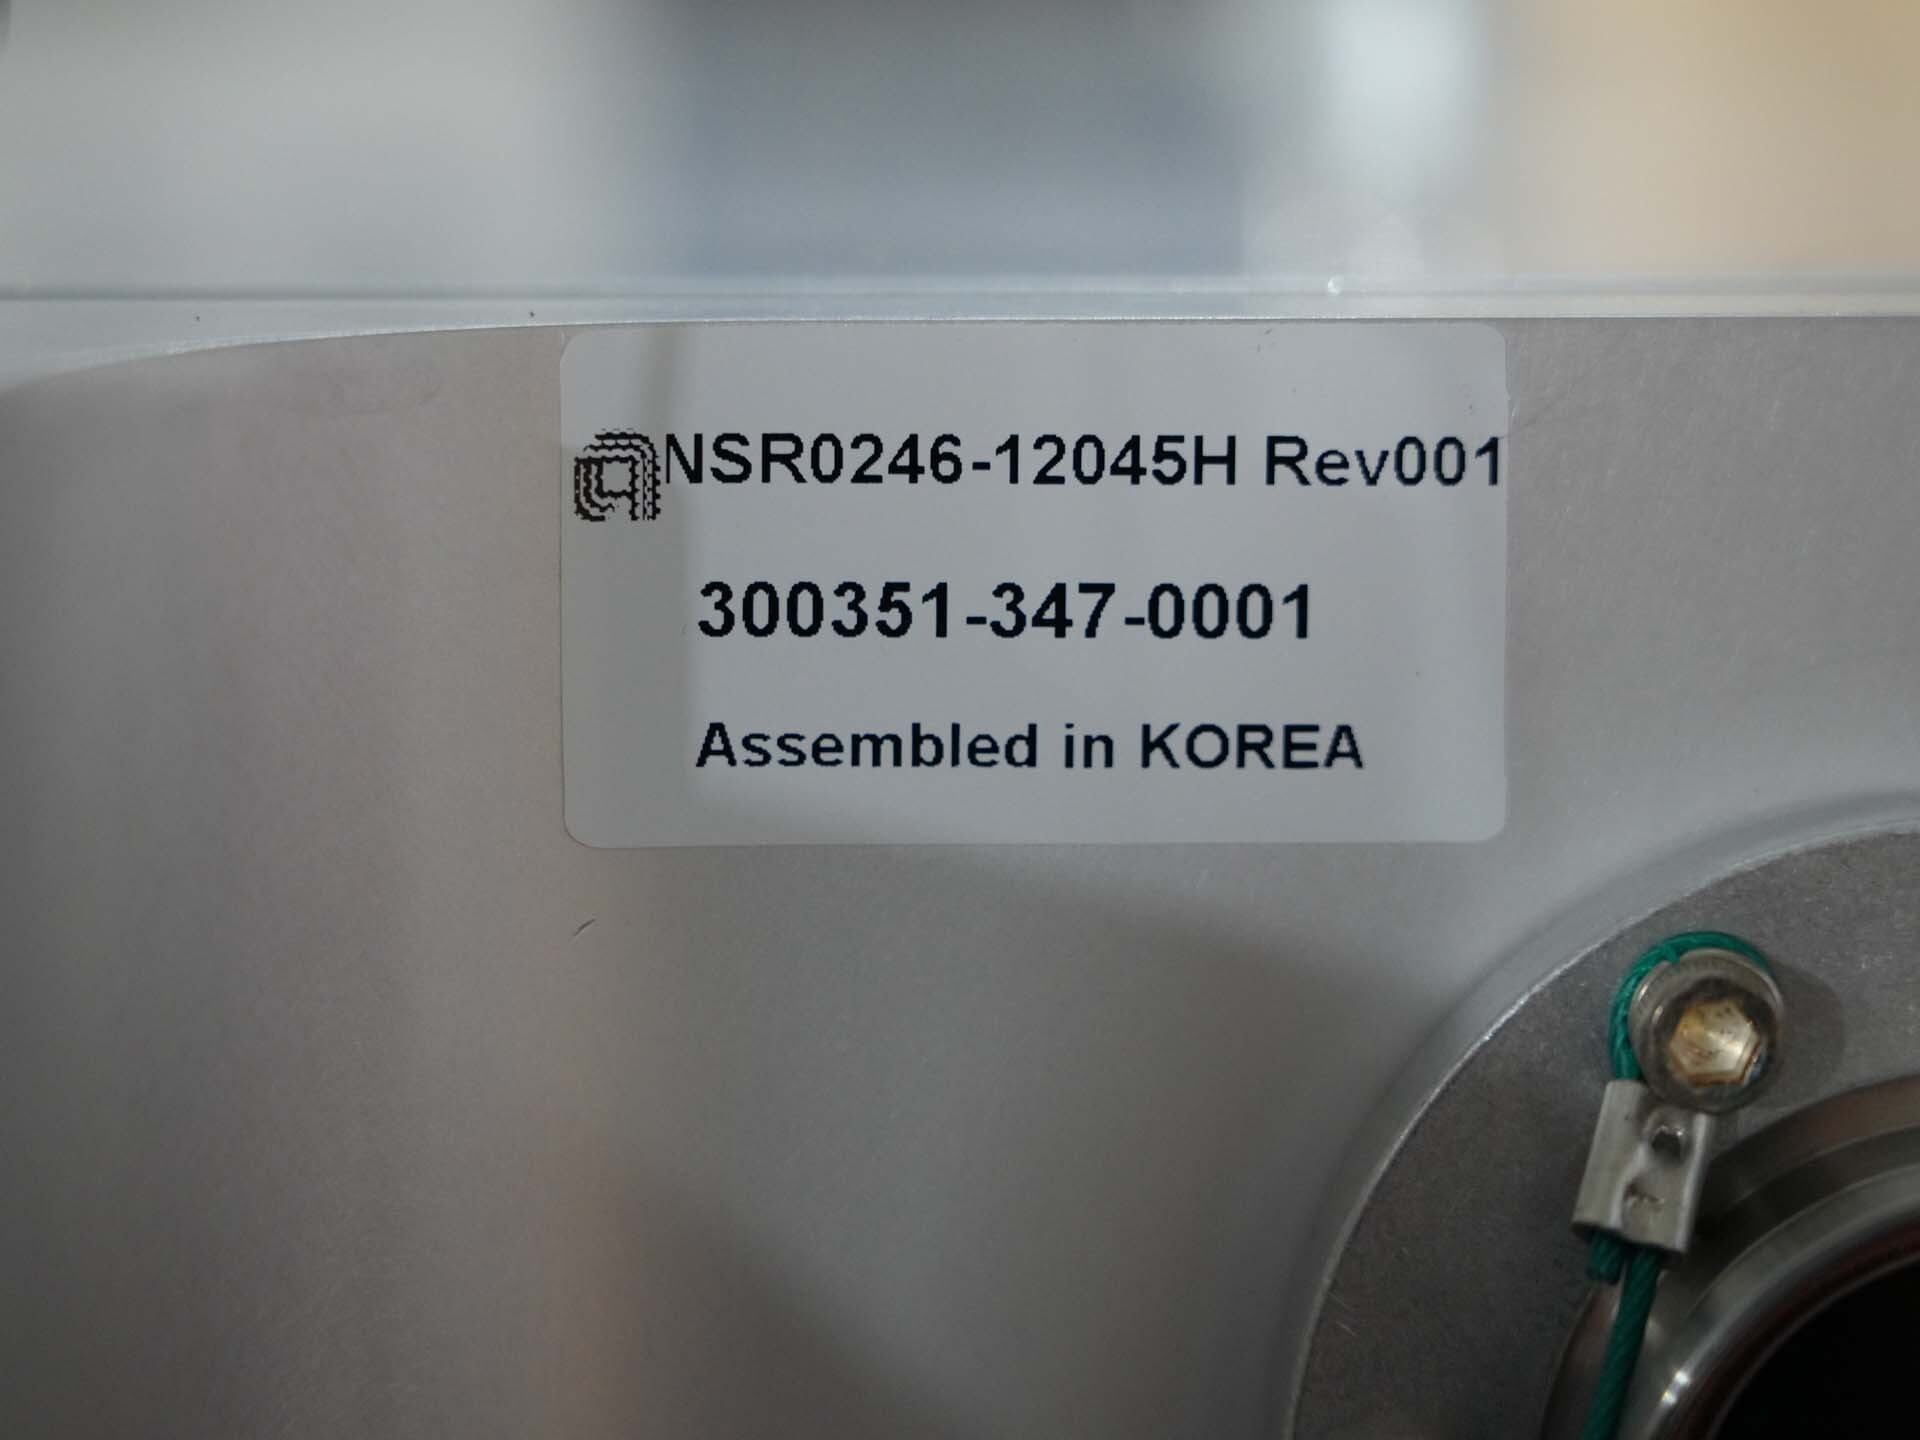 NSR0246-12045H Rev001
300351-347-0001
Assembled in KOREA